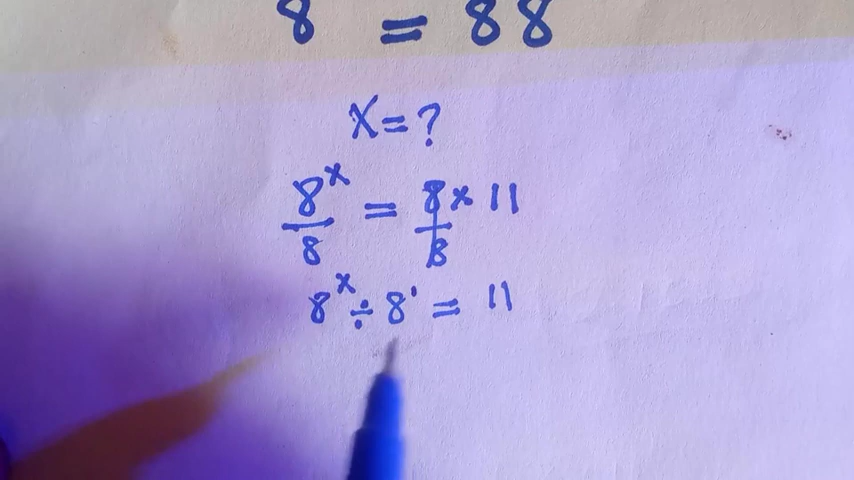 8 = 88
x = ?
8^x/8 = 8 × 11/8
8^x ÷ 8^1 = 11